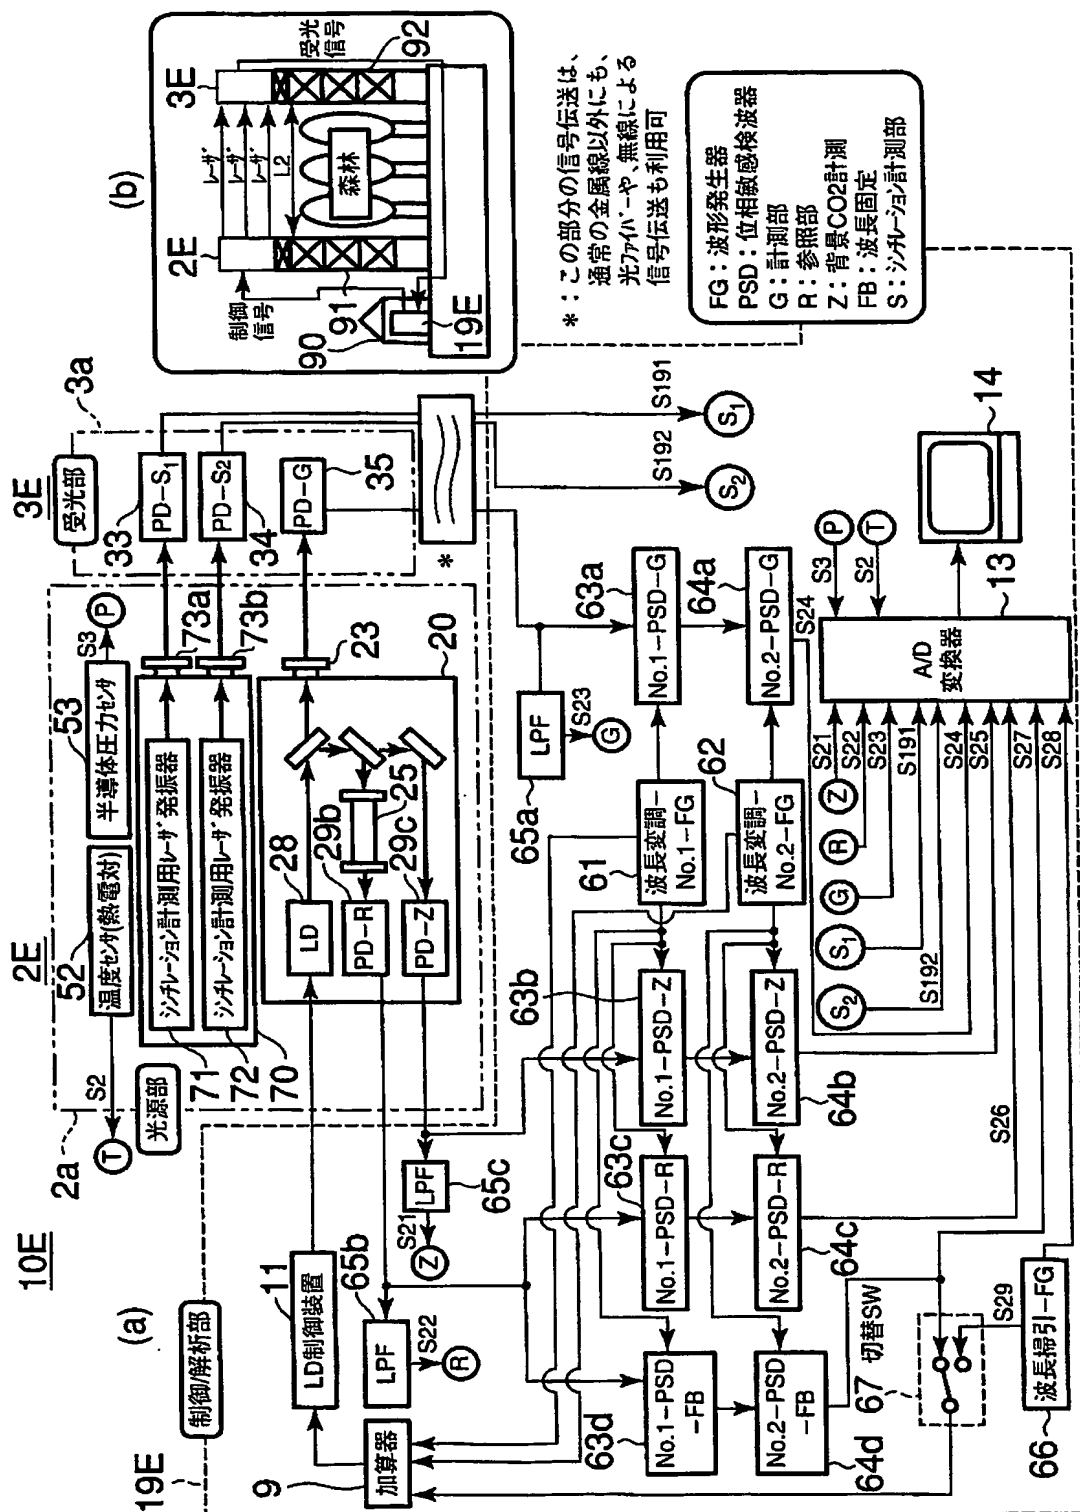 10E
(a)
19E
制御/解析部
2a
光源部
2E
52
温度センサ(熱電対)
S2
T
53
半導体圧力センサ
S3
P
71
シンチレーション計測用レーザ発振器
72
シンチレーション計測用レーザ発振器
70
73a
73b
28
LD
29b
PD-R
25
29c
PD-Z
23
20
3E
受光部
3a
33
PD-S1
PD-S2
34
PD-G
35
*
(b)
2E
3E
レーザ
レーザ
レーザ
L2
制御
信号
受光
信号
森林
90
91
92
19E
*:この部分の信号伝送は、
通常の金属線以外にも、
光ファイバーや、無線による
信号伝送も利用可
FG:波形発生器
PSD:位相敏感検波器
G:計測部
R:参照部
Z:背景CO2計測
FB:波長固定
S:シンチレーション計測部
9
加算器
11
LD制御装置
65b
LPF
S22
R
S21
Z
LPF
65c
65a
LPF
S23
G
S191
S1
S192
S2
61
波長変調-
No.1-FG
62
波長変調-
No.2-FG
63a
No.1-PSD-G
64a
No.2-PSD-G
S24
63b
No.1-PSD-Z
No.2-PSD-Z
64b
63c
No.1-PSD-R
No.2-PSD-R
64c
63d
No.1-PSD
-FB
No.2-PSD
-FB
64d
切替SW
67
S29
66
波長掃引-FG
S26
S2
S1
G
R
Z
S21
S22
S23
S191
S192
S24
S25
S27
S28
A/D
変換器
13
S3
P
S2
T
14